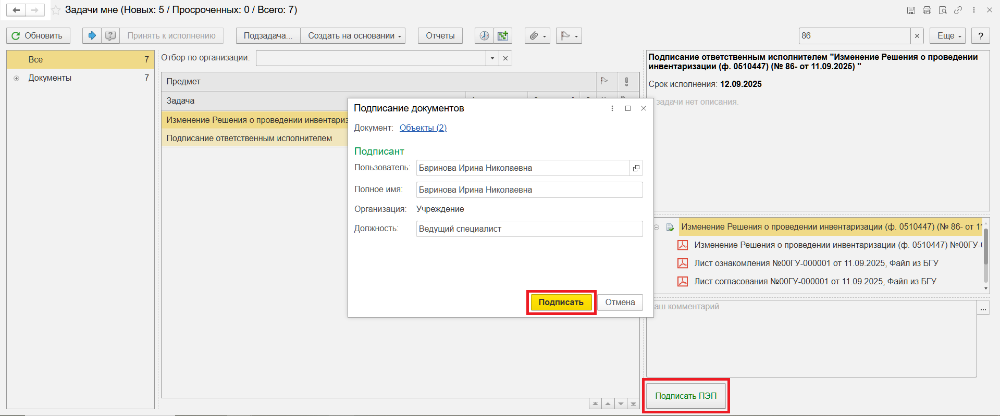 Задачи мне (Новых: 5 / Просроченных: 0 / Всего: 7)
Обновить
Принять к исполнению
Подзадача...
Создать на основании
Отчеты
86
Еще
?
Все 7
Документы 7
Отбор по организации:
Предмет
Задача
Изменение Решения о проведении инвентариз
Подписание ответственным исполнителем
Подписание документов
Документ: Объекты (2)
Подписант
Пользователь: Баринова Ирина Николаевна
Полное имя: Баринова Ирина Николаевна
Организация: Учреждение
Должность: Ведущий специалист
Подписать
Отмена
Подписание ответственным исполнителем "Изменение Решения о проведении
инвентаризации (ф. 0510447) (№ 86- от 11.09.2025) "
Срок исполнения: 12.09.2025
задачи нет описания.
Изменение Решения о проведении инвентаризации (ф. 0510447) (№ 86- от 11
Изменение Решения о проведении инвентаризации (ф. 0510447) №00ГУ-
Лист ознакомления №00ГУ-000001 от 11.09.2025, Файл из БГУ
Лист согласования №00ГУ-000001 от 11.09.2025, Файл из БГУ
аш комментарий
...
Подписать ПЭП